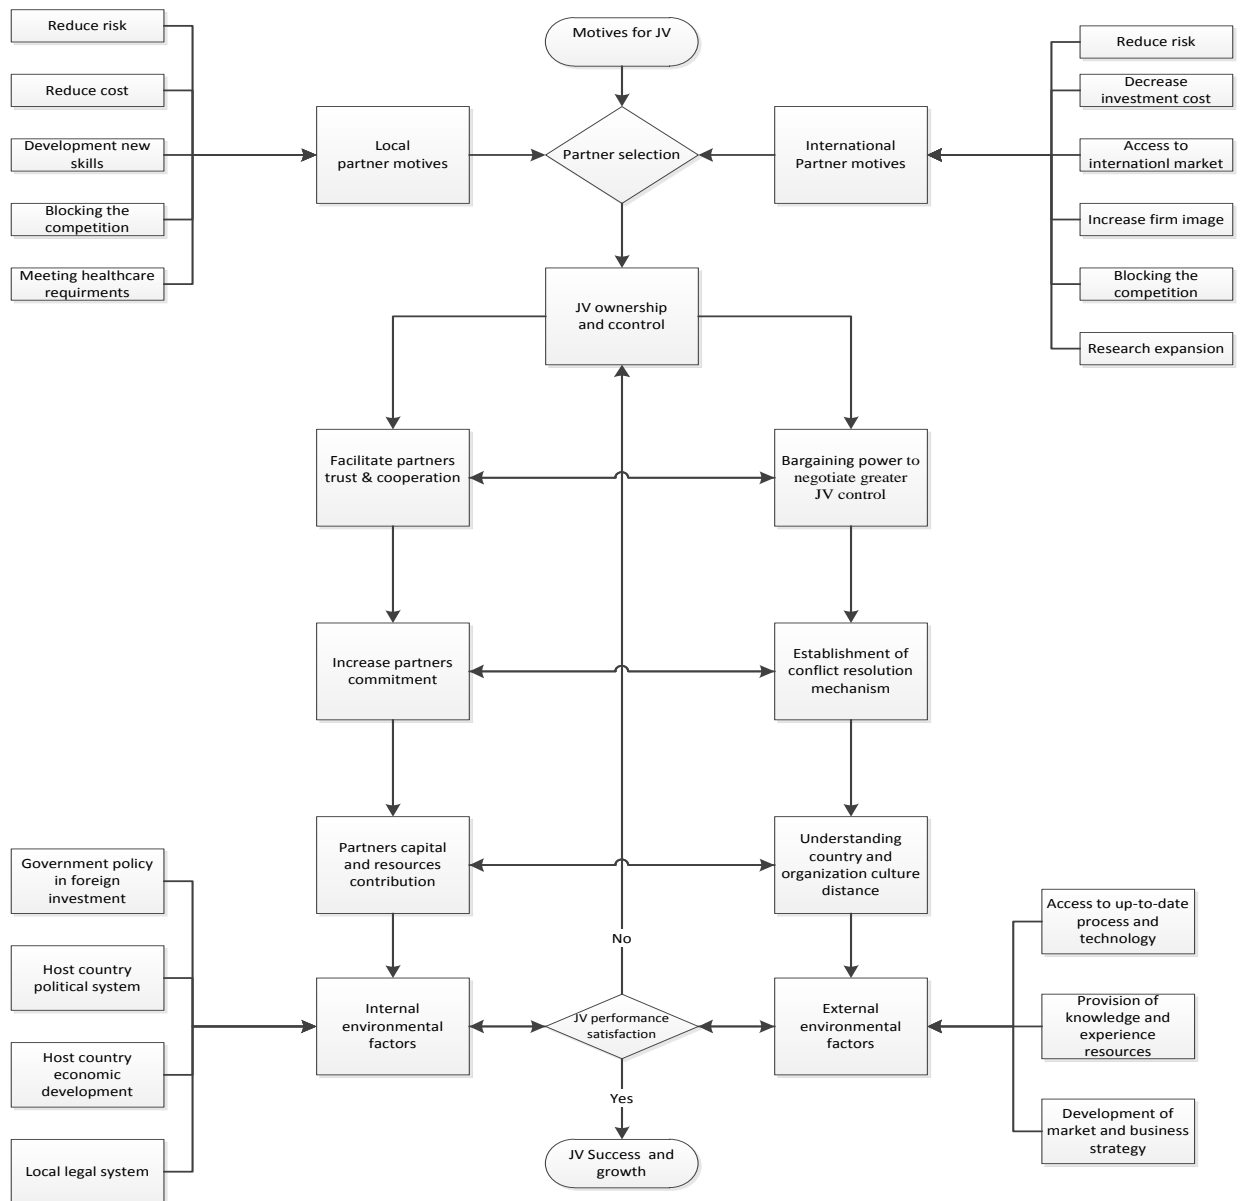 Motives for JV
Reduce risk
Reduce cost
Development new
skills
Blocking the
competition
Meeting healthcare
requirments
Local
partner motives
Partner selection
International
Partner motives
Reduce risk
Decrease
investment cost
Access to
internationl market
Increase firm image
Blocking the
competition
Research expansion
JV ownership
and ccontrol
Facilitate partners
trust & cooperation
Bargaining power to
negotiate greater
JV control
Increase partners
commitment
Establishment of
conflict resolution
mechanism
Partners capital
and resources
contribution
Understanding
country and
organization culture
distance
Government policy
in foreign
investment
Host country
political system
Host country
economic
development
Local legal system
Internal
environmental
factors
No
JV performance
satisfaction
Yes
External
environmental
factors
Access to up-to-date
process and
technology
Provision of
knowledge and
experience
resources
Development of
market and business
strategy
JV Success and
growth